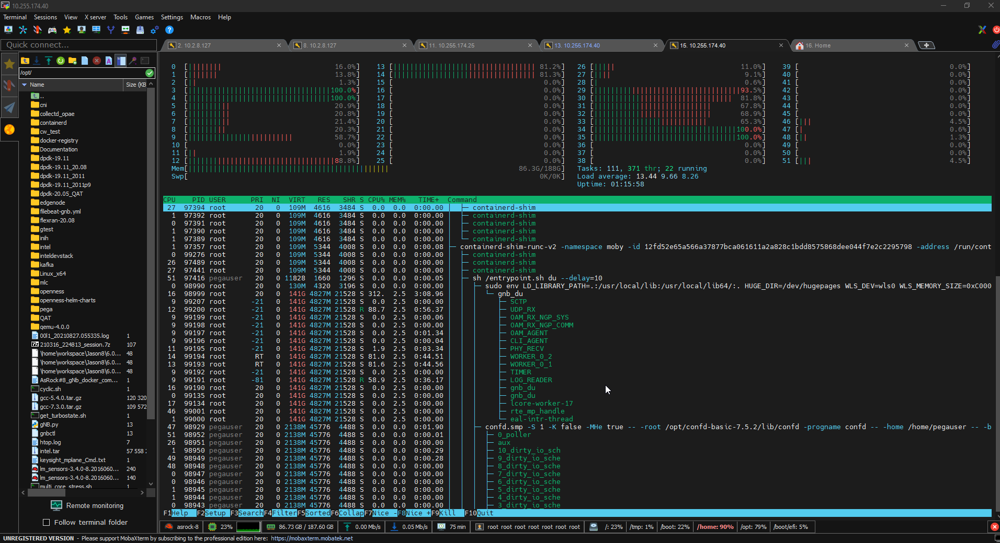 10.255.174.40
Terminal Sessions View X server Tools Games Settings Macros Help
Quick connect...
2. 10.2.8.127
8. 10.2.8.127
11. 10.255.174.25
13. 10.255.174.40
15. 10.255.174.40
16. Home
/opt/
Name Size (KB
..
cni
collectd_opae
containerd
cw_test
docker-registry
Documentation
dpdk-19.11
dpdk-19.11_20.08
dpdk-19.11_2011
dpdk-19.11_2011p9
dpdk-20.05_QAT
edgenode
filebeat-gnb.yml
flexran-20.08
gtest
inih
intel
inteldevstack
kafka
Linux_x64
mlc
openness
openness-helm-charts
pega
QAT
qemu-4.0.0
00l1_20210827.055335.log 1
210316_224813_session.7z 107
\home\workspace\Jason8\6.0... 48
\home\workspace\Jason8\6.0... 48
\home\workspace\Jason8\6.0... 48
AsRock#8_gNb_docker_com... 1
cyclic.sh 1
gcc-5.4.0.tar.gz 120 320
gcc-7.3.0.tar.gz 109 572
get_turbostate.sh 1
gNB.py 13
gnbctl 13
htop.log 7
intel.tar 57 558
keysight_mplane_Cmd.txt 1
lm_sensors-3.4.0-8.2016060... 240
lm_sensors-3.4.0-8.2016060... 140
multi_core_stress.sh 1
Remote monitoring
Follow terminal folder
0 [|||||||| 16.0%] 13 [|||||||||||||||||||||||||||||||||| 81.2%] 26 [||||| 11.0%] 39 [ 0.0%]
1 [||||||| 13.8%] 14 [|||||||||||||||||||||||||||||||||| 81.3%] 27 [|||| 9.1%] 40 [ 0.0%]
2 [|| 1.3%] 15 [ 0.0%] 28 [| 0.6%] 41 [ 0.0%]
3 [||||||||||||||||||||||||||||||||||100.0%] 16 [ 0.0%] 29 [|||||||||||||||||||||||||||||||||||93.5%] 42 [ 0.0%]
4 [||||||||||||||||||||||||||||||||||100.0%] 17 [ 0.0%] 30 [||||||||||||||||||||||||||||||||| 81.8%] 43 [ 0.0%]
5 [|||||||||| 20.9%] 18 [ 0.0%] 31 [|||||||||||||||||||||||||||| 67.8%] 44 [ 0.0%]
6 [|||||||||| 20.8%] 19 [ 0.0%] 32 [|||||||||||||||||||||||||||| 68.9%] 45 [ 0.0%]
7 [|||||||||| 21.4%] 20 [ 0.0%] 33 [||||||||||||||||||||||||||| 65.3%] 46 [||| 4.5%]
8 [||||||||| 20.3%] 21 [ 0.0%] 34 [||||||||||||||||||||||||||||||||||100.0%] 47 [| 0.6%]
9 [||||||||||||||||||||||||| 58.7%] 22 [ 0.0%] 35 [||||||||||||||||||||||||||||||||||100.0%] 48 [|| 1.3%]
10 [ 0.0%] 23 [ 0.0%] 36 [ 0.0%] 49 [ 0.0%]
11 [|| 1.9%] 24 [ 0.0%] 37 [ 0.0%] 50 [ 0.0%]
12 [|||||||||||||||||||||||||||||||||||88.8%] 25 [ 0.0%] 38 [ 0.0%] 51 [||| 4.5%]
Mem[|||||||||||||||||||||||||||||||||||||||||||||||| 86.3G/188G] Tasks: 111, 371 thr; 22 running
Swp[ 0K/0K] Load average: 13.44 9.66 8.26
Uptime: 01:15:58
CPU PID USER PRI NI VIRT RES SHR S CPU% MEM% TIME+ Command
27 97394 root 20 0 109M 4616 3484 S 0.0 0.0 0:00.00 containerd-shim
1 97392 root 20 0 109M 4616 3484 S 0.0 0.0 0:00.00 containerd-shim
0 97391 root 20 0 109M 4616 3484 S 0.0 0.0 0:00.00 containerd-shim
1 97390 root 20 0 109M 4616 3484 S 0.0 0.0 0:00.00 containerd-shim
1 97389 root 20 0 109M 4616 3484 S 0.0 0.0 0:00.00 containerd-shim
1 97357 root 20 0 109M 5344 4008 S 0.0 0.0 0:00.08 containerd-shim-runc-v2 -namespace moby -id 12fd52e65a566a37877bca061611a2a828c1bdd8575868dee044f7e2c2295798 -address /run/cont
0 99276 root 20 0 109M 5344 4008 S 0.0 0.0 0:00.00 containerd-shim
26 97489 root 20 0 109M 5344 4008 S 0.0 0.0 0:00.00 containerd-shim
27 97441 root 20 0 109M 5344 4008 S 0.0 0.0 0:00.00 containerd-shim
51 97416 pegauser 20 0 11828 1660 1296 S 0.0 0.0 0:00.05 sh /entrypoint.sh du --delay=10
0 98990 root 20 0 130M 4320 3196 S 0.0 0.0 0:00.00 sudo env LD_LIBRARY_PATH=.:/usr/local/lib:/usr/local/lib64/:. HUGE_DIR=/dev/hugepages WLS_DEV=wls0 WLS_MEMORY_SIZE=0xC000
16 98999 root 20 0 141G 4827M 21528 S 312. 2.5 3:08.96 gnb_du
9 99207 root -21 0 141G 4827M 21528 S 0.0 2.5 0:00.00 SCTP
12 99200 root -21 0 141G 4827M 21528 R 88.7 2.5 0:56.37 UDP_RX
9 99199 root -21 0 141G 4827M 21528 S 0.0 2.5 0:00.06 OAM_RX_NGP_SYS
9 99198 root -21 0 141G 4827M 21528 S 0.0 2.5 0:00.00 OAM_RX_NGP_COMM
9 99197 root -21 0 141G 4827M 21528 S 0.0 2.5 0:01.34 OAM_AGENT
9 99196 root -21 0 141G 4827M 21528 S 0.0 2.5 0:00.04 CLI_AGENT
11 99195 root -21 0 141G 4827M 21528 S 1.9 2.5 0:03.34 PHY_RECV
14 99194 root RT 0 141G 4827M 21528 S 81.0 2.5 0:44.51 WORKER_0_2
13 99193 root RT 0 141G 4827M 21528 S 81.6 2.5 0:44.56 WORKER_0_1
9 99192 root -21 0 141G 4827M 21528 S 0.0 2.5 0:00.00 TIMER
9 99191 root -81 0 141G 4827M 21528 R 58.9 2.5 0:36.17 LOG_READER
16 99190 root 20 0 141G 4827M 21528 S 0.0 2.5 0:00.00 gnb_du
0 99135 root 20 0 141G 4827M 21528 S 0.0 2.5 0:00.00 gnb_du
17 99134 root 20 0 141G 4827M 21528 S 0.0 2.5 0:00.00 lcore-worker-17
46 99001 root 20 0 141G 4827M 21528 S 0.0 2.5 0:00.00 rte_mp_handle
1 99000 root 20 0 141G 4827M 21528 S 0.0 2.5 0:00.00 eal-intr-thread
47 98929 pegauser 20 0 2138M 45776 4488 S 0.0 0.0 0:01.90 confd.smp -S 1 -K false -MHe true -- -root /opt/confd-basic-7.5.2/lib/confd -progname confd -- -home /home/pegauser -- -b
51 98952 pegauser 20 0 2138M 45776 4488 S 0.0 0.0 0:00.01 0_poller
26 98951 pegauser 20 0 2138M 45776 4488 S 0.0 0.0 0:00.00 aux
1 98950 pegauser 20 0 2138M 45776 4488 S 0.0 0.0 0:00.29 10_dirty_io_sch
49 98949 pegauser 20 0 2138M 45776 4488 S 0.0 0.0 0:00.28 9_dirty_io_sche
48 98948 pegauser 20 0 2138M 45776 4488 S 0.0 0.0 0:00.00 8_dirty_io_sche
0 98947 pegauser 20 0 2138M 45776 4488 S 0.0 0.0 0:00.00 7_dirty_io_sche
0 98946 pegauser 20 0 2138M 45776 4488 S 0.0 0.0 0:00.00 6_dirty_io_sche
1 98945 pegauser 20 0 2138M 45776 4488 S 0.0 0.0 0:00.00 5_dirty_io_sche
1 98944 pegauser 20 0 2138M 45776 4488 S 0.0 0.0 0:00.00 4_dirty_io_sche
0 98943 pegauser 20 0 2138M 45776 4488 S 0.0 0.0 0:00.00 3_dirty_io_sche
F1Help F2Setup F3SearchF4FilterF5SortedF6CollapF7Nice -F8Nice +F9Kill F10Quit
asrock-8 23% 86.73 GB / 187.60 GB 0.00 Mb/s 0.05 Mb/s 75 min root root root root root root root /: 23% /tmp: 1% /boot: 22% /home: 90% /opt: 79% /boot/efi: 5%
UNREGISTERED VERSION - Please support MobaXterm by subscribing to the professional edition here: https://mobaxterm.mobatek.net